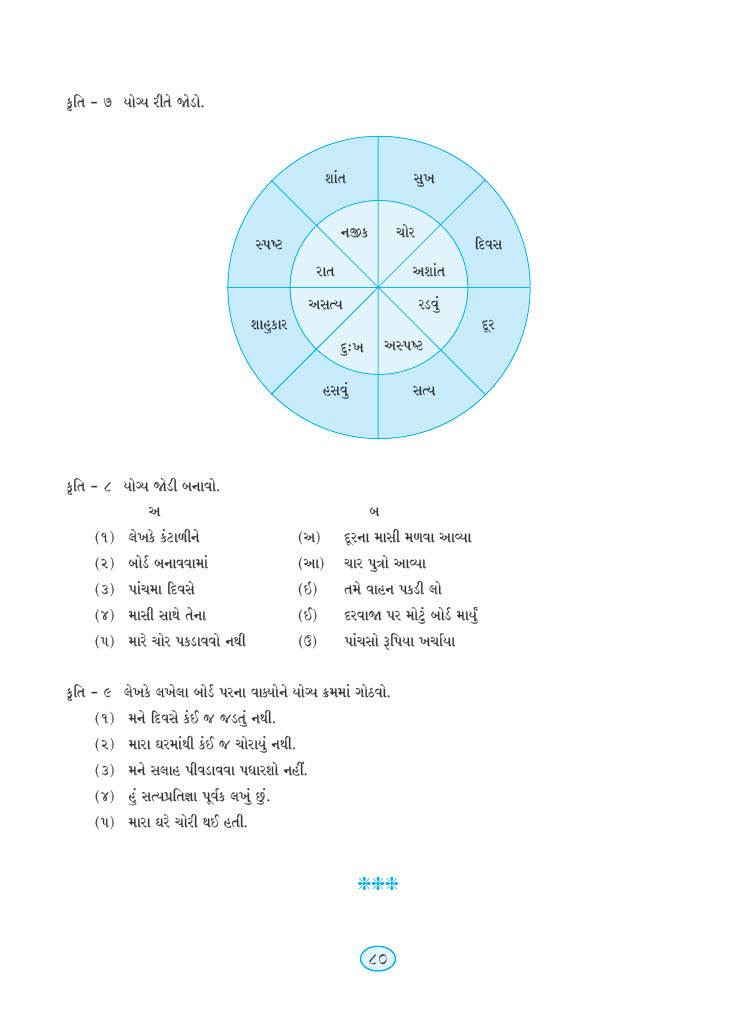 કૃતિ – ૭ યોગ્ય રીતે જોડો.
શાંત
સુખ
દિવસ
દૂર
સત્ય
હસવું
શાહુકાર
સ્પષ્ટ
નજીક
ચોર
અશાંત
રડવું
અસ્પષ્ટ
દુઃખ
અસત્ય
રાત
કૃતિ – ૮ યોગ્ય જોડી બનાવો.
અ બ
(૧) લેખકે કંટાળીને (અ) દૂરના માસી મળવા આવ્યા
(૨) બોર્ડ બનાવવામાં (આ) ચાર પુત્રો આવ્યા
(૩) પાંચમા દિવસે (ઇ) તમે વાહન પકડી લો
(૪) માસી સાથે તેના (ઈ) દરવાજા પર મોટું બોર્ડ માર્યું
(૫) મારે ચોર પકડાવવો નથી (ઉ) પાંચસો રૂપિયા ખર્ચાયા
કૃતિ – ૯ લેખકે લખેલા બોર્ડ પરના વાક્યોને યોગ્ય ક્રમમાં ગોઠવો.
(૧) મને દિવસે કંઈ જ જડતું નથી.
(૨) મારા ઘરમાંથી કંઈ જ ચોરાયું નથી.
(૩) મને સલાહ પીવડાવવા પધારશો નહીં.
(૪) હું સત્યપ્રતિજ્ઞા પૂર્વક લખું છું.
(૫) મારા ઘરે ચોરી થઈ હતી.
૮૦